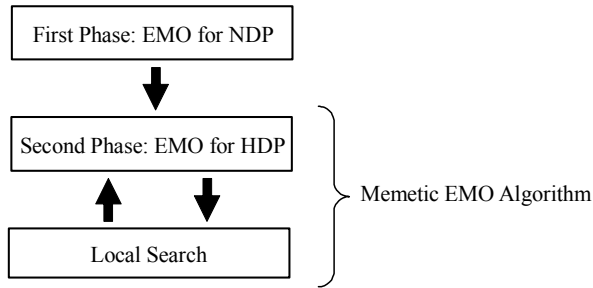 First Phase: EMO for NDP
Second Phase: EMO for HDP
Memetic EMO Algorithm
Local Search